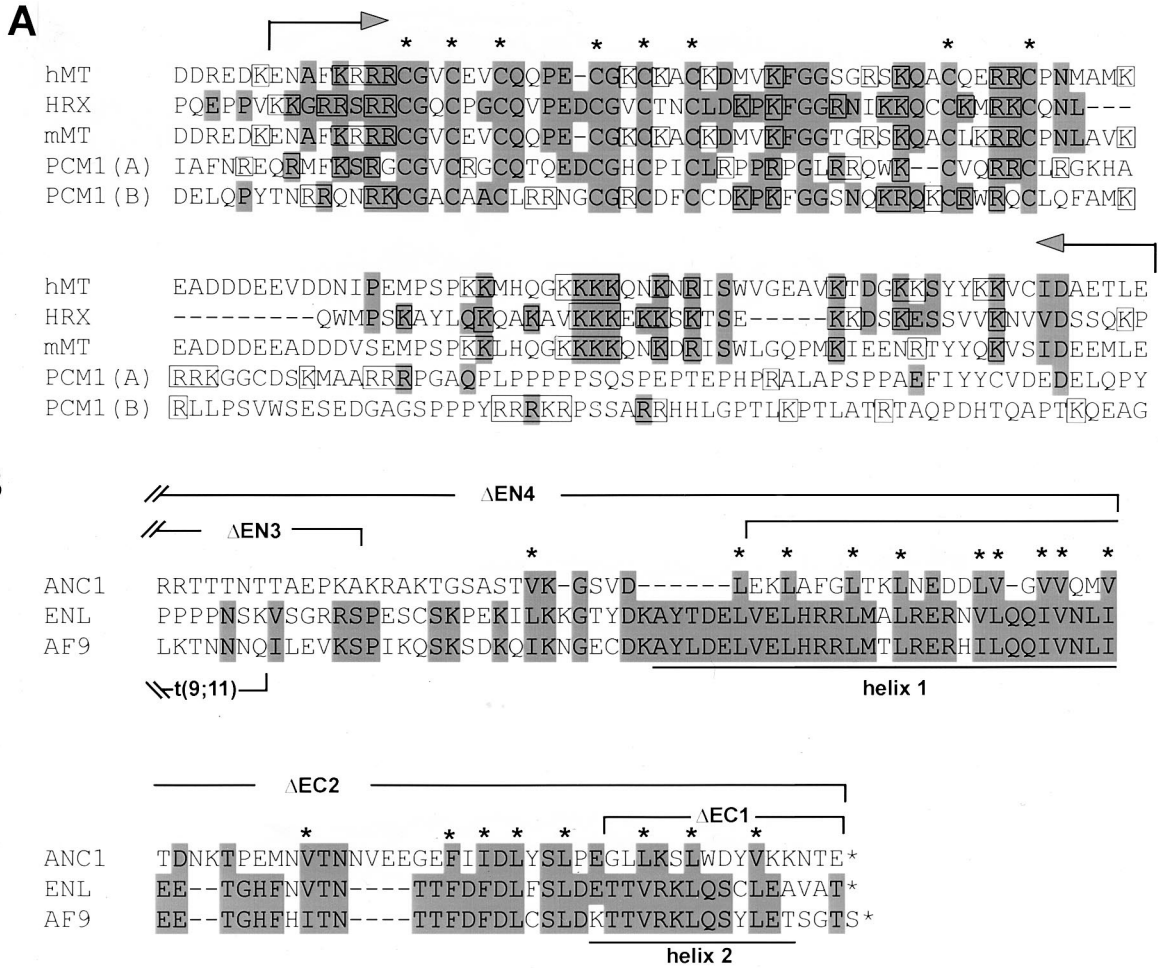 A
* * * * * * * *
hMT DDREDKENAFKRRRCGVCEVCQQPE-CGKCKACKDMVKFGGSGRSKQACQERRCPNMAMK
HRX PQEPPVKKGRRSRRCGQCPGCQVPEDCGVCTNCLDKPKFGGRNIKKQCCKMRKCQNL---
mMT DDREDKENAFKRRRCGVCEVCQQPE-CGKCKACKDMVKFGGTGRSKQACLKRRCPNLAVK
PCM1(A) IAFNREQRMFKSRGCGVCRGCQTQEDCGHCPICLRPPRPGLRRQWK--CVQRRCLRGKHA
PCM1(B) DELQPYTNRRQNRKCGACAACLRRNGCGRCDFCCDKPKFGGSNQKRQKCRWRQCLQFAMK
hMT EADDDEEVDDNIPEMPSPKKMHQGKKKKQNKNRISWVGEAVKTDGKKSYYKKVCIDAETLE
HRX ---------QWMPSKAYLQKQAKAVKKKEKKSKTSE-----KKDSKESSVVKNVVDSSQKP
mMT EADDDEEADDDVSEMPSPKKLHQGKKKKQNKDRISWLGQPMKIEENRTYYQKVSIDEEMLE
PCM1(A) RRKGGCDSKMAARRRPGAQPLPPPPPSQSPEPTEPHPRALAPSPPAEFIYYCVDEDELQPY
PCM1(B) RLLPSVWSESEDGAGSPPPYRRRKRPSSARRHHLGPTLKPTLATRTAQPDHTQAPTKQEAG
ΔEN4
ΔEN3
* * * * * * * * * *
ANC1 RRTTTNTTAEPKAKRAKTGSASTVK-GSVD------LEKLAFGLTKLNEDDLV-GVVQMV
ENL PPPPNSKVSGRRSPESCSKPEKILKKGTYDKAYTDELVELHRRLMALRERNVLQQIVNLI
AF9 LKTNNNQILEVKSPIKQSKSDKQIKNGECDKAYLDELVELHRRLMTLRERHILQQIVNLI
t(9;11) helix 1
ΔEC2
ΔEC1
* * * * * * * *
ANC1 TDNKTPEMNVTNNVEEGEFIIDLYSLPEGLLKSLWDYVKKNTE*
ENL EE--TGHFNVTN----TTFDFDLFSLDETTVRKLQSCLEAVAT*
AF9 EE--TGHFHITN----TTFDFDLCSLDKTTVRKLQSYLETSGTS*
helix 2